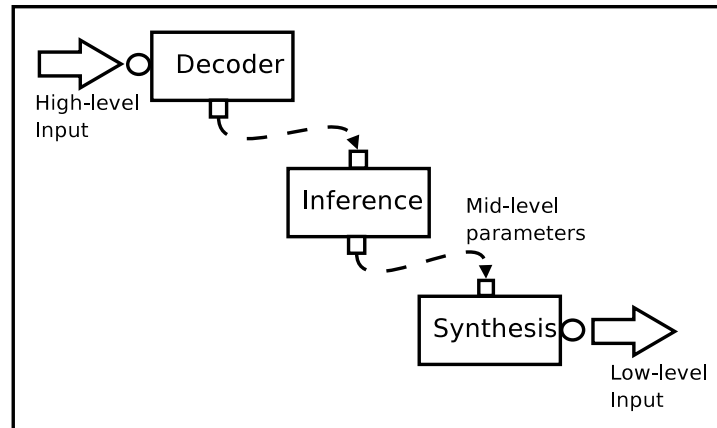 Decoder
High-level
Input
Inference
Mid-level
parameters
Synthesis
Low-level
Input